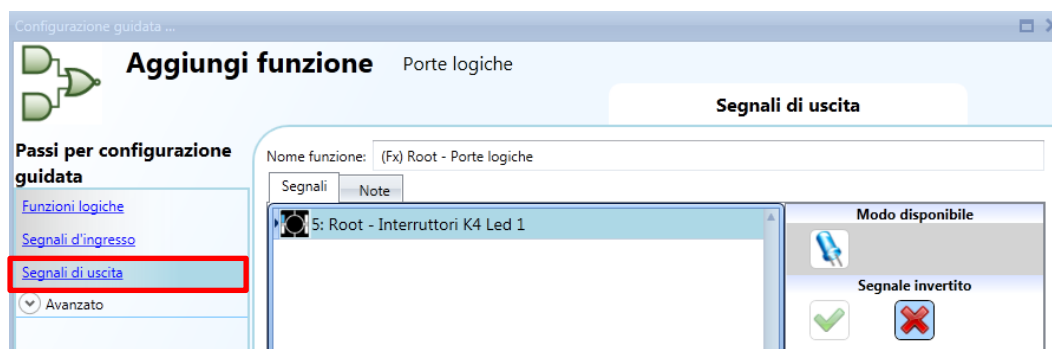 Configurazione guidata ...
Aggiungi funzione Porte logiche
Segnali di uscita
Passi per configurazione
guidata
Funzioni logiche
Segnali d'ingresso
Segnali di uscita
Avanzato
Nome funzione: (Fx) Root - Porte logiche
Segnali Note
5: Root - Interruttori K4 Led 1
Modo disponibile
Segnale invertito